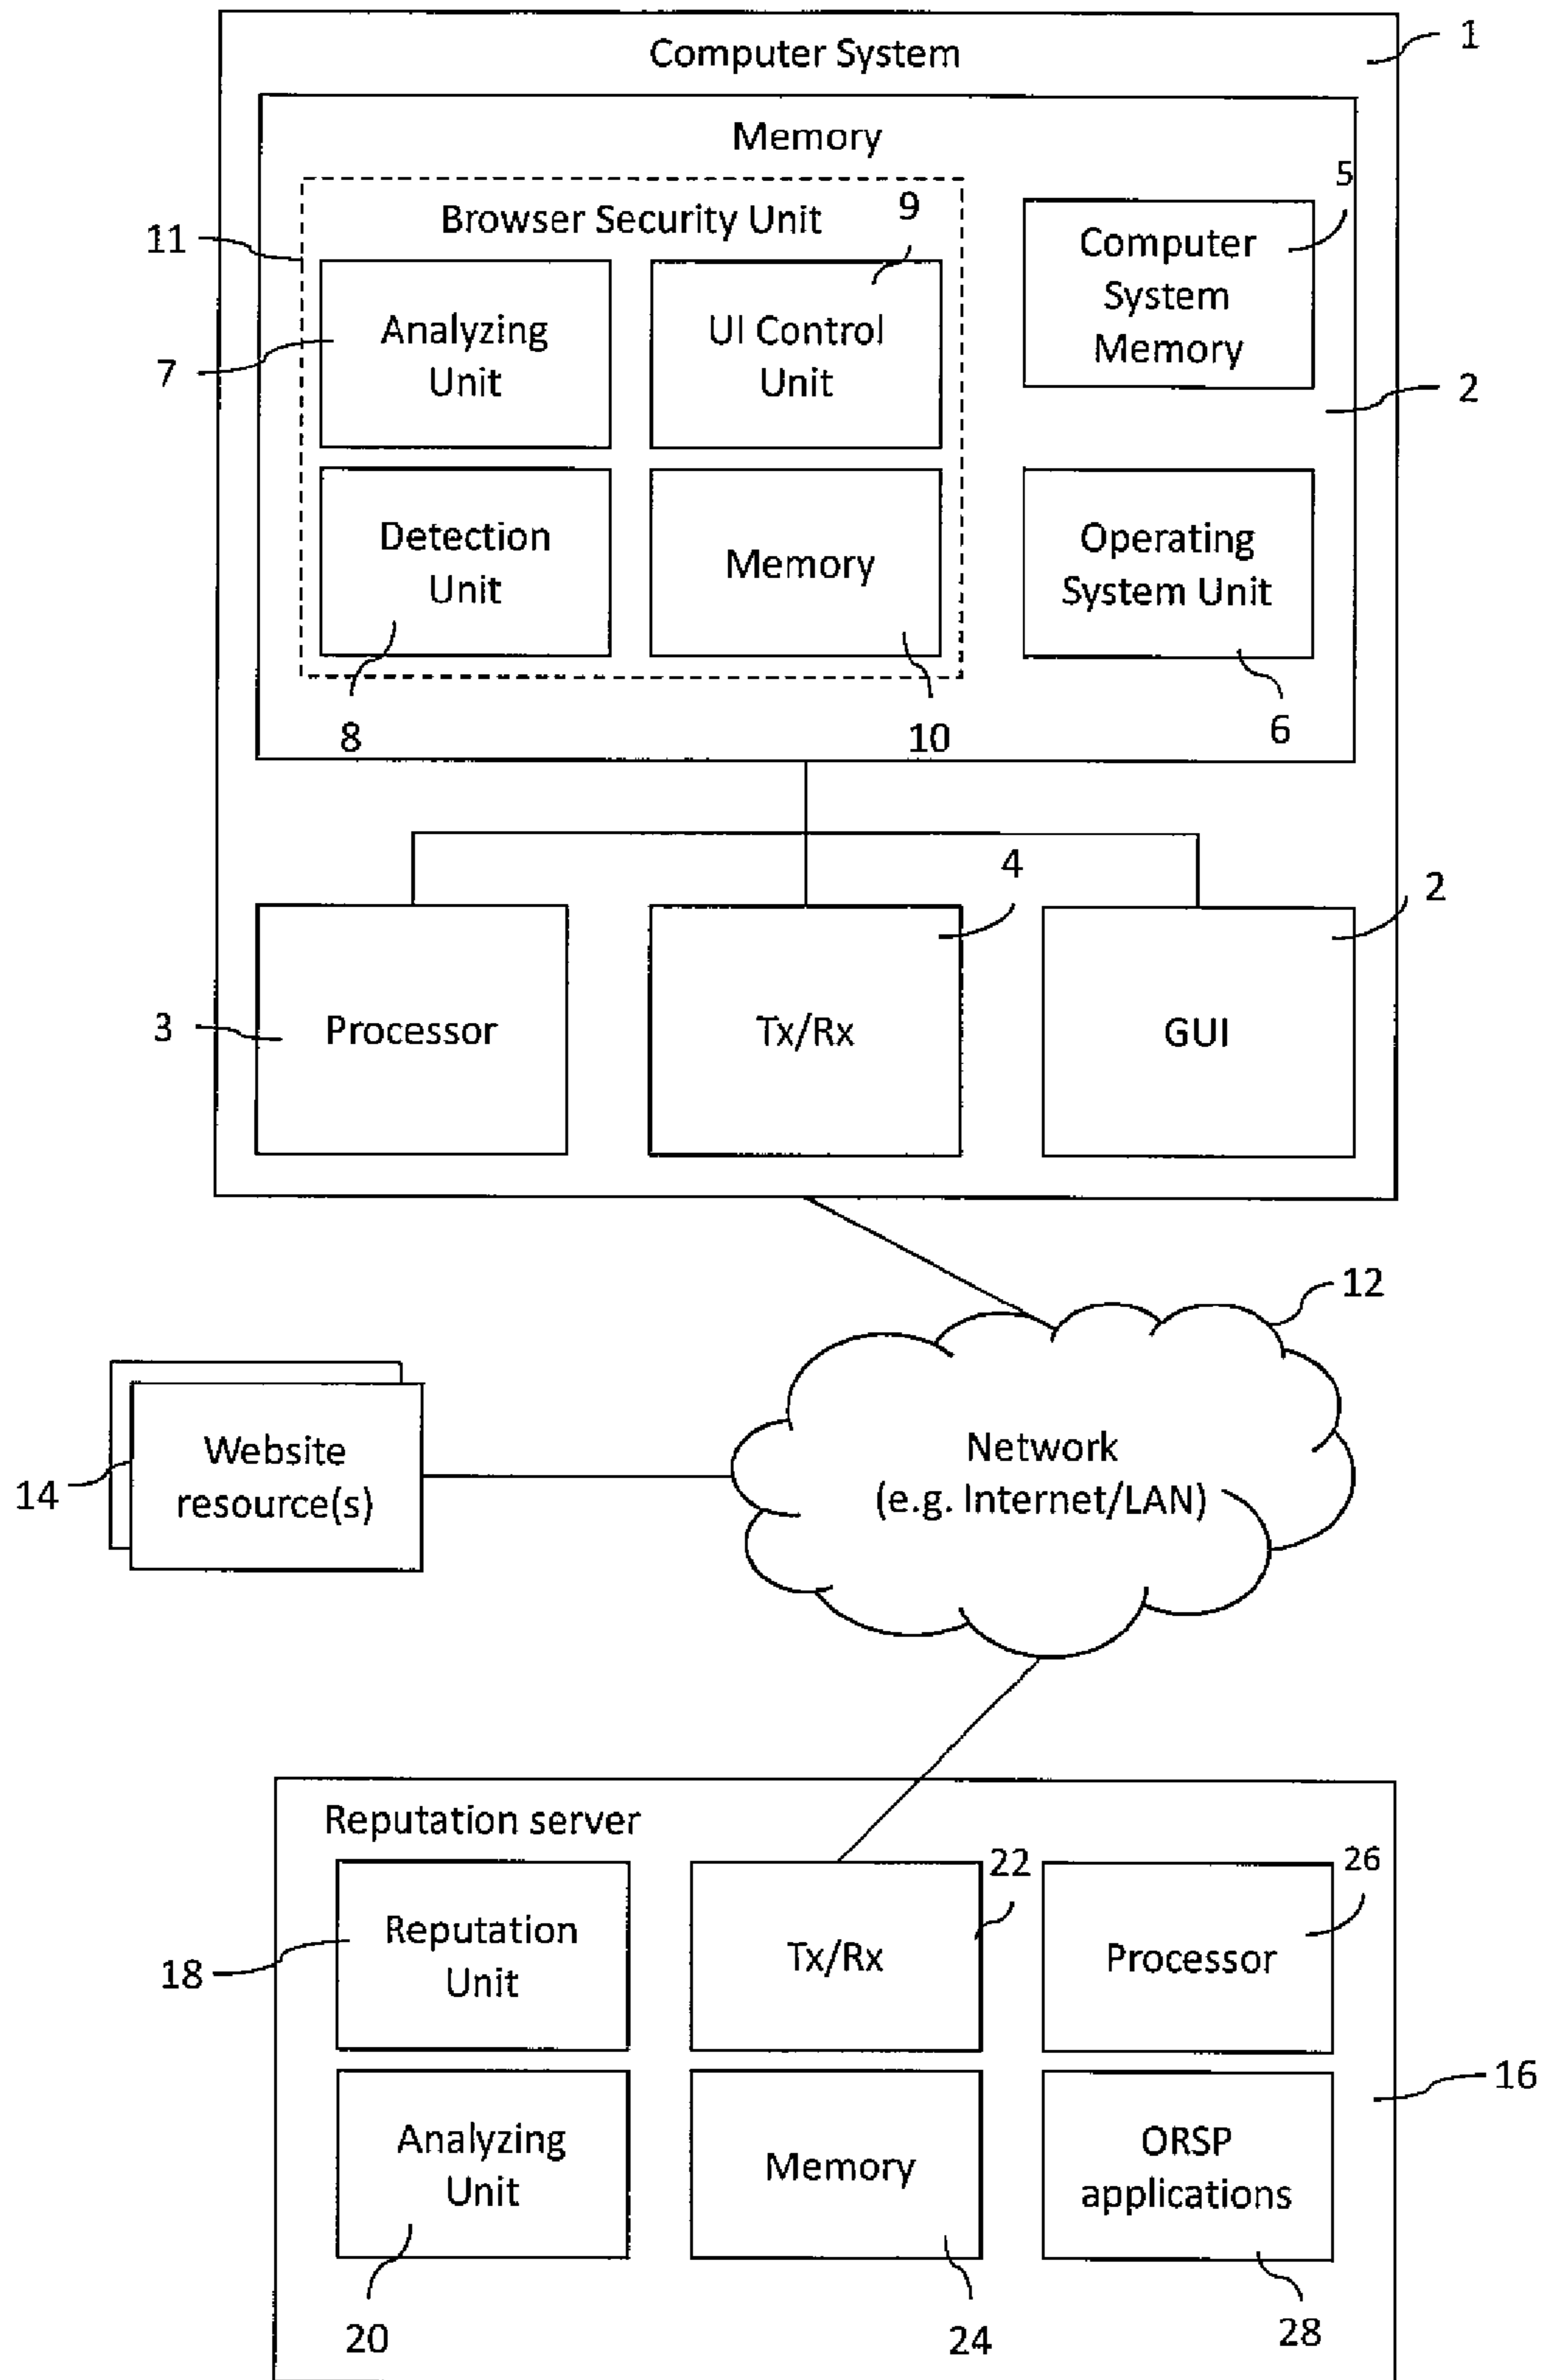 Computer System
1
Memory
5
Browser Security Unit
9
11
Computer
System
Memory
Analyzing
Unit
UI Control
Unit
7
2
Detection
Unit
Memory
Operating
System Unit
8
10
6
4
2
3
Processor
Tx/Rx
GUI
12
Website
resource(s)
14
Network
(e.g. Internet/LAN)
Reputation server
22
26
Reputation
Unit
18
Tx/Rx
Processor
16
Analyzing
Unit
Memory
ORSP
applications
20
24
28